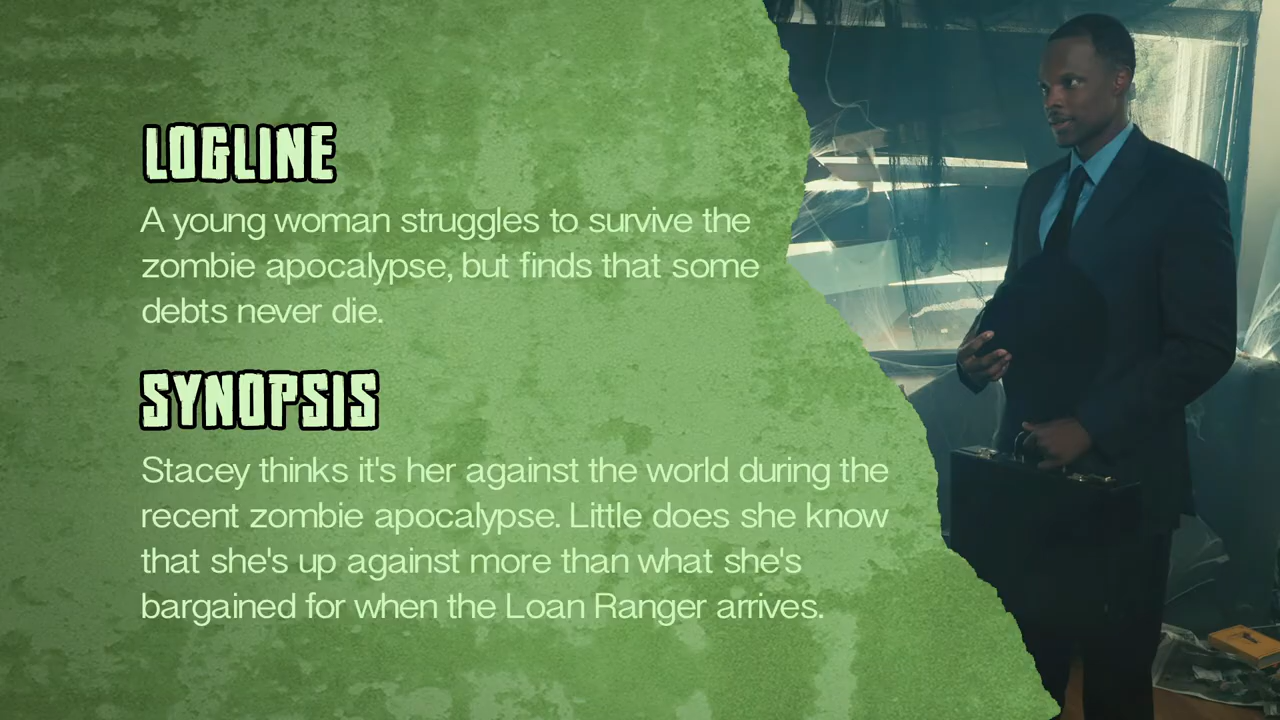 LOGLINE
A young woman struggles to survive the
zombie apocalypse, but finds that some
debts never die.
SYNOPSIS
Stacey thinks it's her against the world during the
recent zombie apocalypse. Little does she know
that she's up against more than what she's
bargained for when the Loan Ranger arrives.